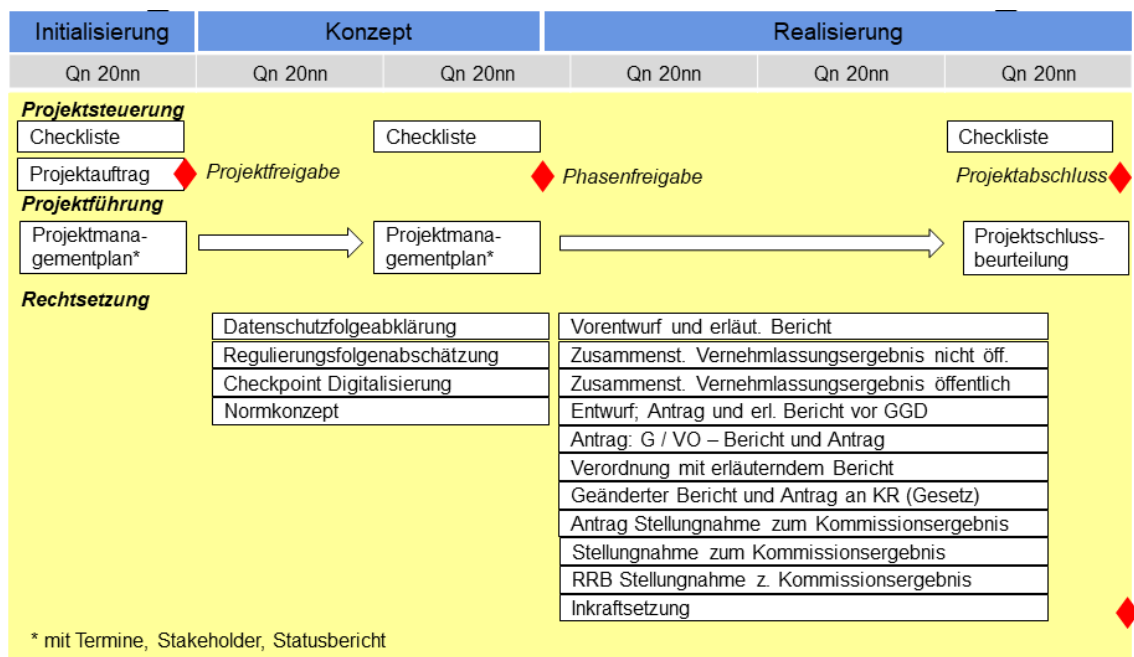 Initialisierung Konzept Realisierung
Qn 20nn Qn 20nn Qn 20nn Qn 20nn Qn 20nn Qn 20nn
Projektsteuerung
Checkliste Checkliste Checkliste
Projektauftrag Projektfreigabe Phasenfreigabe Projektabschluss
Projektführung
Projektmana- Projektmana- Projektschluss-
gementplan* gementplan* beurteilung
Rechtsetzung
Datenschutzfolgeabklärung Vorentwurf und erläut. Bericht
Regulierungsfolgenabschätzung Zusammenst. Vernehmlassungsergebnis nicht öff.
Checkpoint Digitalisierung Zusammenst. Vernehmlassungsergebnis öffentlich
Normkonzept Entwurf; Antrag und erl. Bericht vor GGD
Antrag: G / VO – Bericht und Antrag
Verordnung mit erläuterndem Bericht
Geänderter Bericht und Antrag an KR (Gesetz)
Antrag Stellungnahme zum Kommissionsergebnis
Stellungnahme zum Kommissionsergebnis
RRB Stellungnahme z. Kommissionsergebnis
Inkraftsetzung
* mit Termine, Stakeholder, Statusbericht